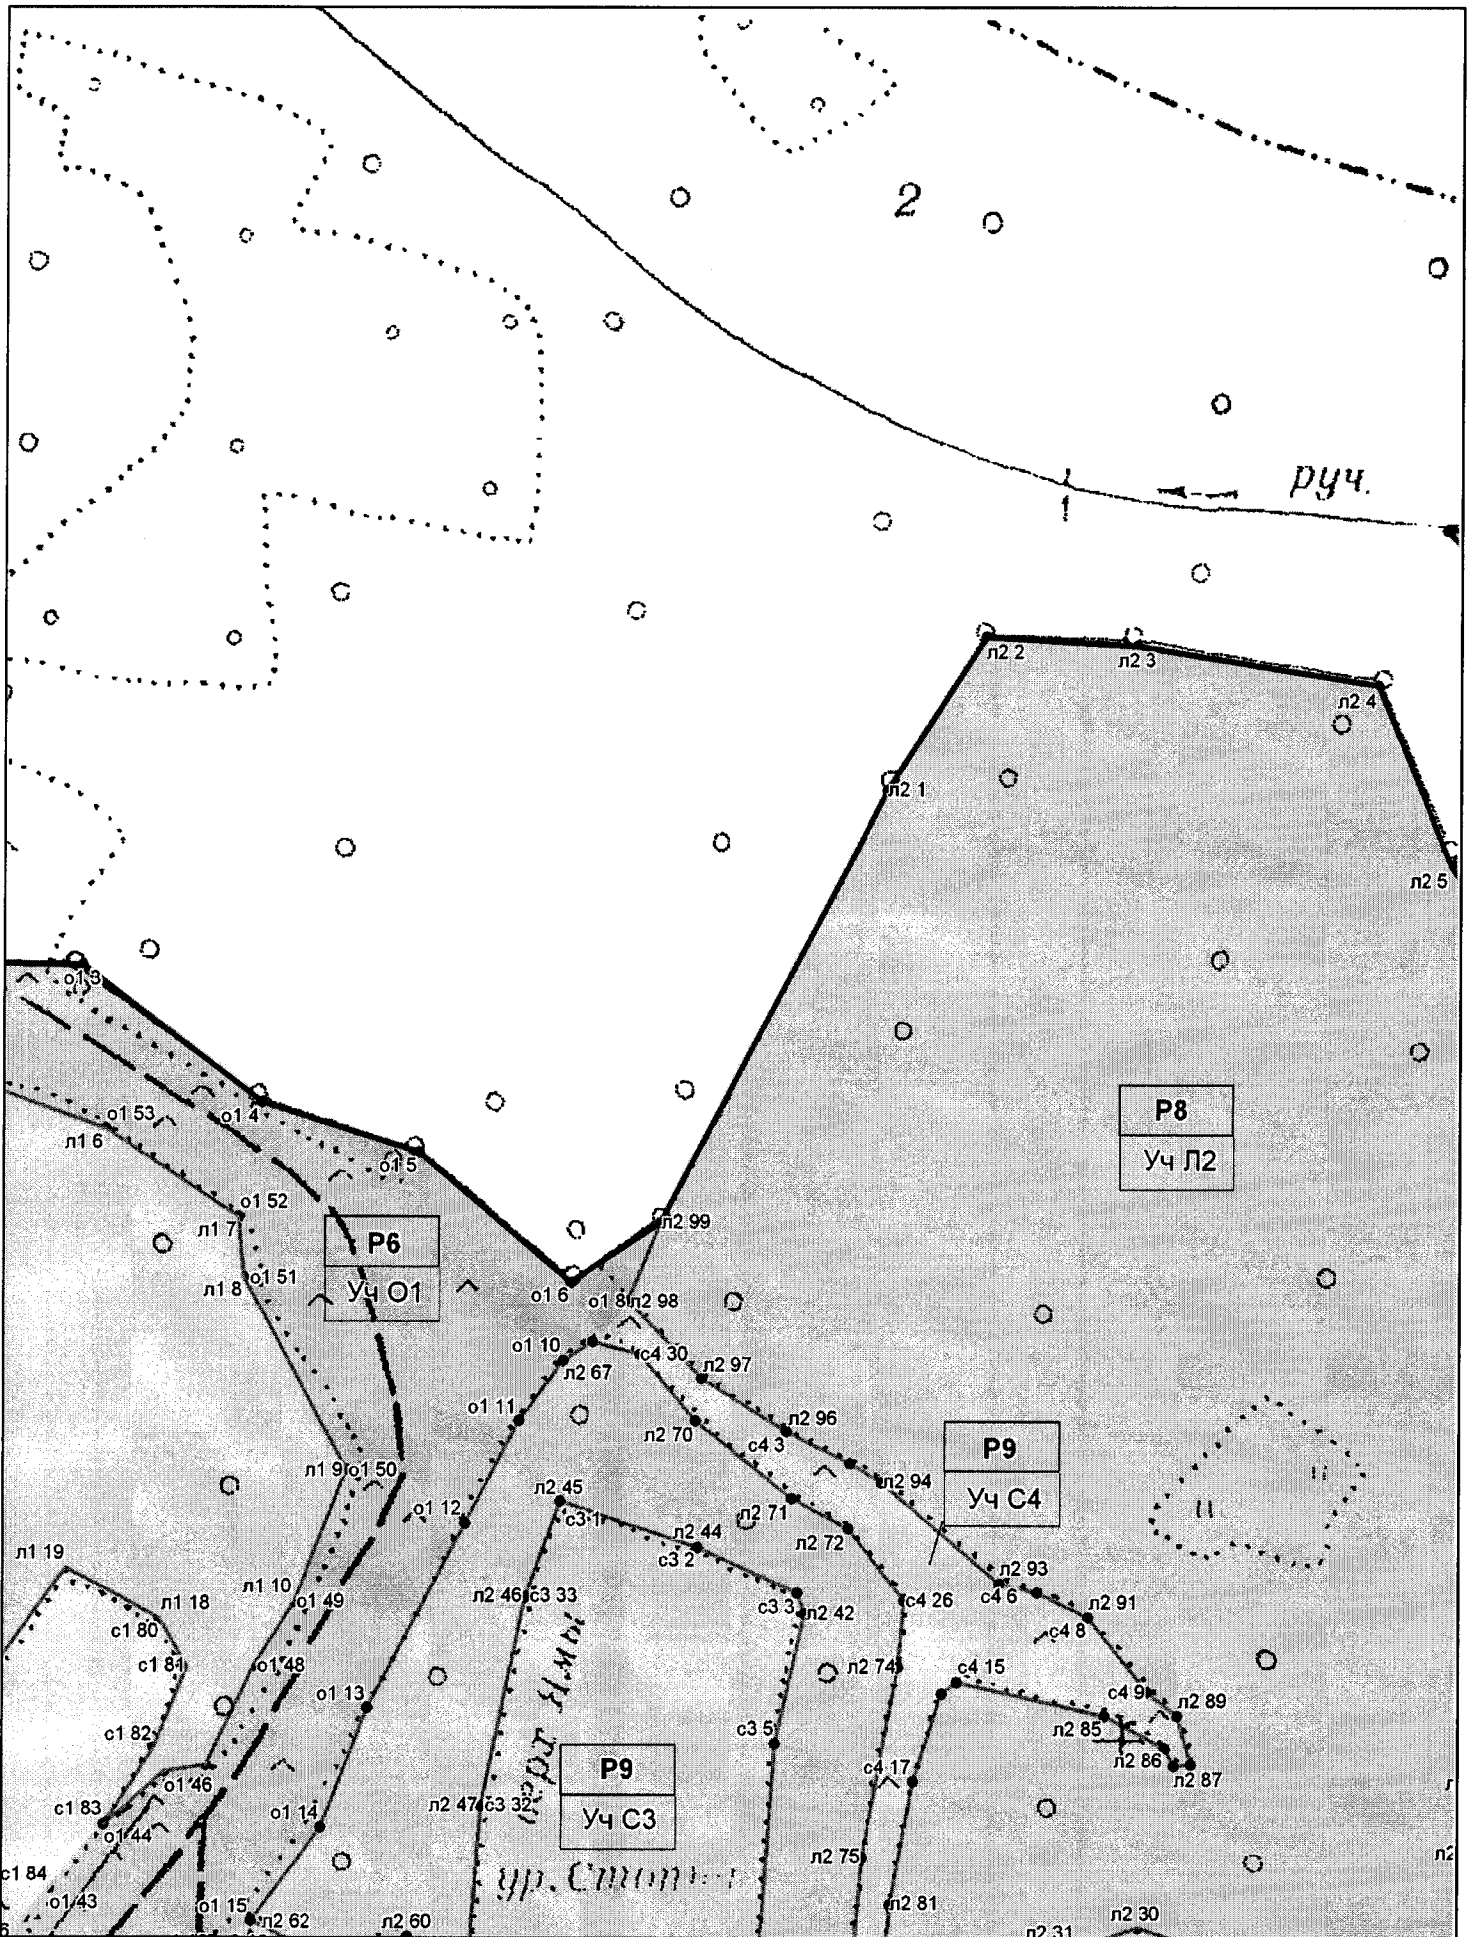 2
руч.
л2 2
л2 3
л2 4
л2 1
л2 5
о1 3
о1 4
о1 53
л1 6
о1 5
Р8
Уч Л2
о1 52
л1 7
л2 99
Р6
Уч О1
о1 51
л1 8
о1 6
о1 8
л2 98
о1 10
с4 30
л2 67
л2 97
о1 11
л2 70
л2 96
с4 3
Р9
Уч С4
л1 9
о1 50
л2 94
л2 45
с3 1
о1 12
л2 71
л2 72
л2 44
с3 2
л1 19
л2 93
с4 6
л1 10
о1 49
л2 46
с3 33
с3 3
л2 42
с4 26
л2 91
с4 8
л1 18
с1 80
с1 81
о1 48
л2 74
с4 15
с4 9
л2 89
о1 13
с1 82
с3 5
л2 85
л2 86
л2 87
Р9
Уч С3
о1 46
с4 17
с1 83
о1 44
о1 14
л2 47
с3 32
л2 75
с1 84
о1 43
о1 15
л2 62
л2 60
ур.
л2 81
л2 30
л2 31